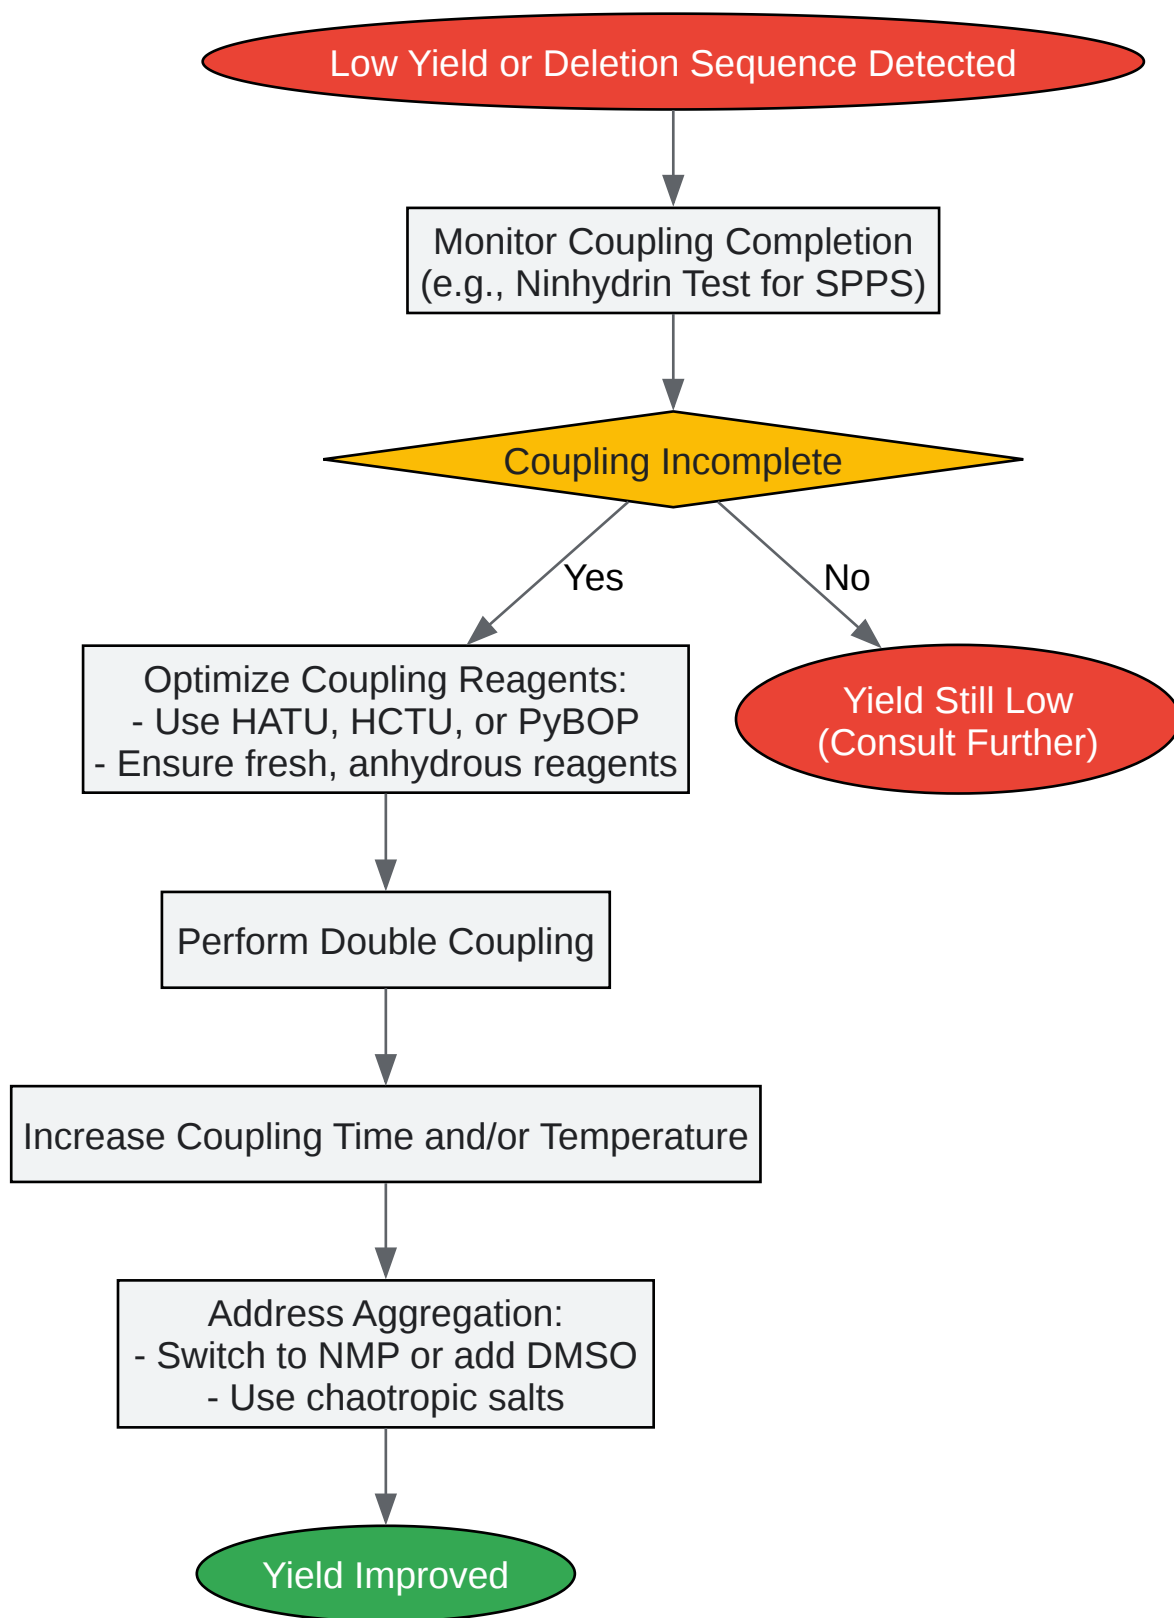 Low Yield or Deletion Sequence Detected
Monitor Coupling Completion
(e.g., Ninhydrin Test for SPPS)
Coupling Incomplete
Yes
No
Optimize Coupling Reagents:
- Use HATU, HCTU, or PyBOP
- Ensure fresh, anhydrous reagents
Yield Still Low
(Consult Further)
Perform Double Coupling
Increase Coupling Time and/or Temperature
Address Aggregation:
- Switch to NMP or add DMSO
- Use chaotropic salts
Yield Improved